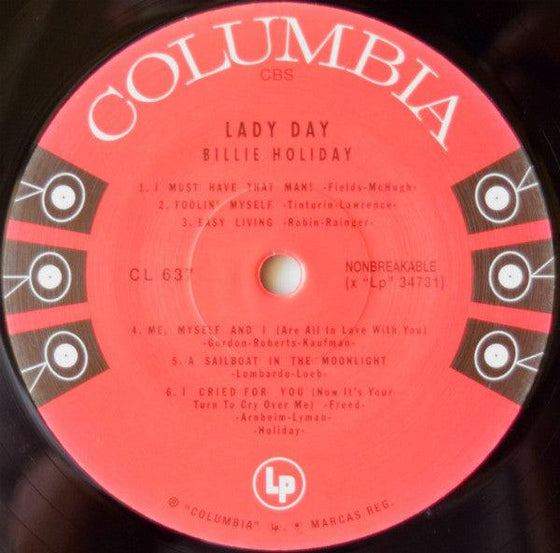 COLUMBIA
CBS
LADY DAY
BILLIE HOLIDAY
1. I MUST HAVE THAT MAN! -Fields-McHugh-
2. FOOLIN' MYSELF -Tinturin-Lawrence-
3. EASY LIVING -Robin-Rainger-
CL 637
NONBREAKABLE
(x "Lp" 34731)
4. ME, MYSELF AND I (Are All In Love With You)
-Gordon-Roberts-Kaufman-
5. A SAILBOAT IN THE MOONLIGHT
-Lombardo-Loeb-
6. I CRIED FOR YOU (Now It's Your
Turn To Cry Over Me) -Freed-
-Arnheim-Lyman-
-Holiday-
Lp
® "COLUMBIA" Lp. • MARCAS REG.